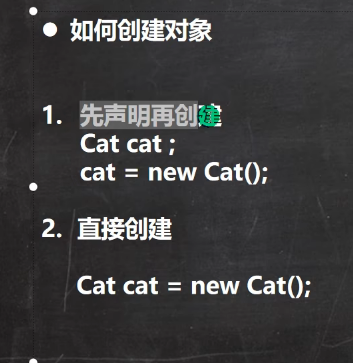 ● 如何创建对象
1. 先声明再创建
Cat cat ;
cat = new Cat();
2. 直接创建
Cat cat = new Cat();